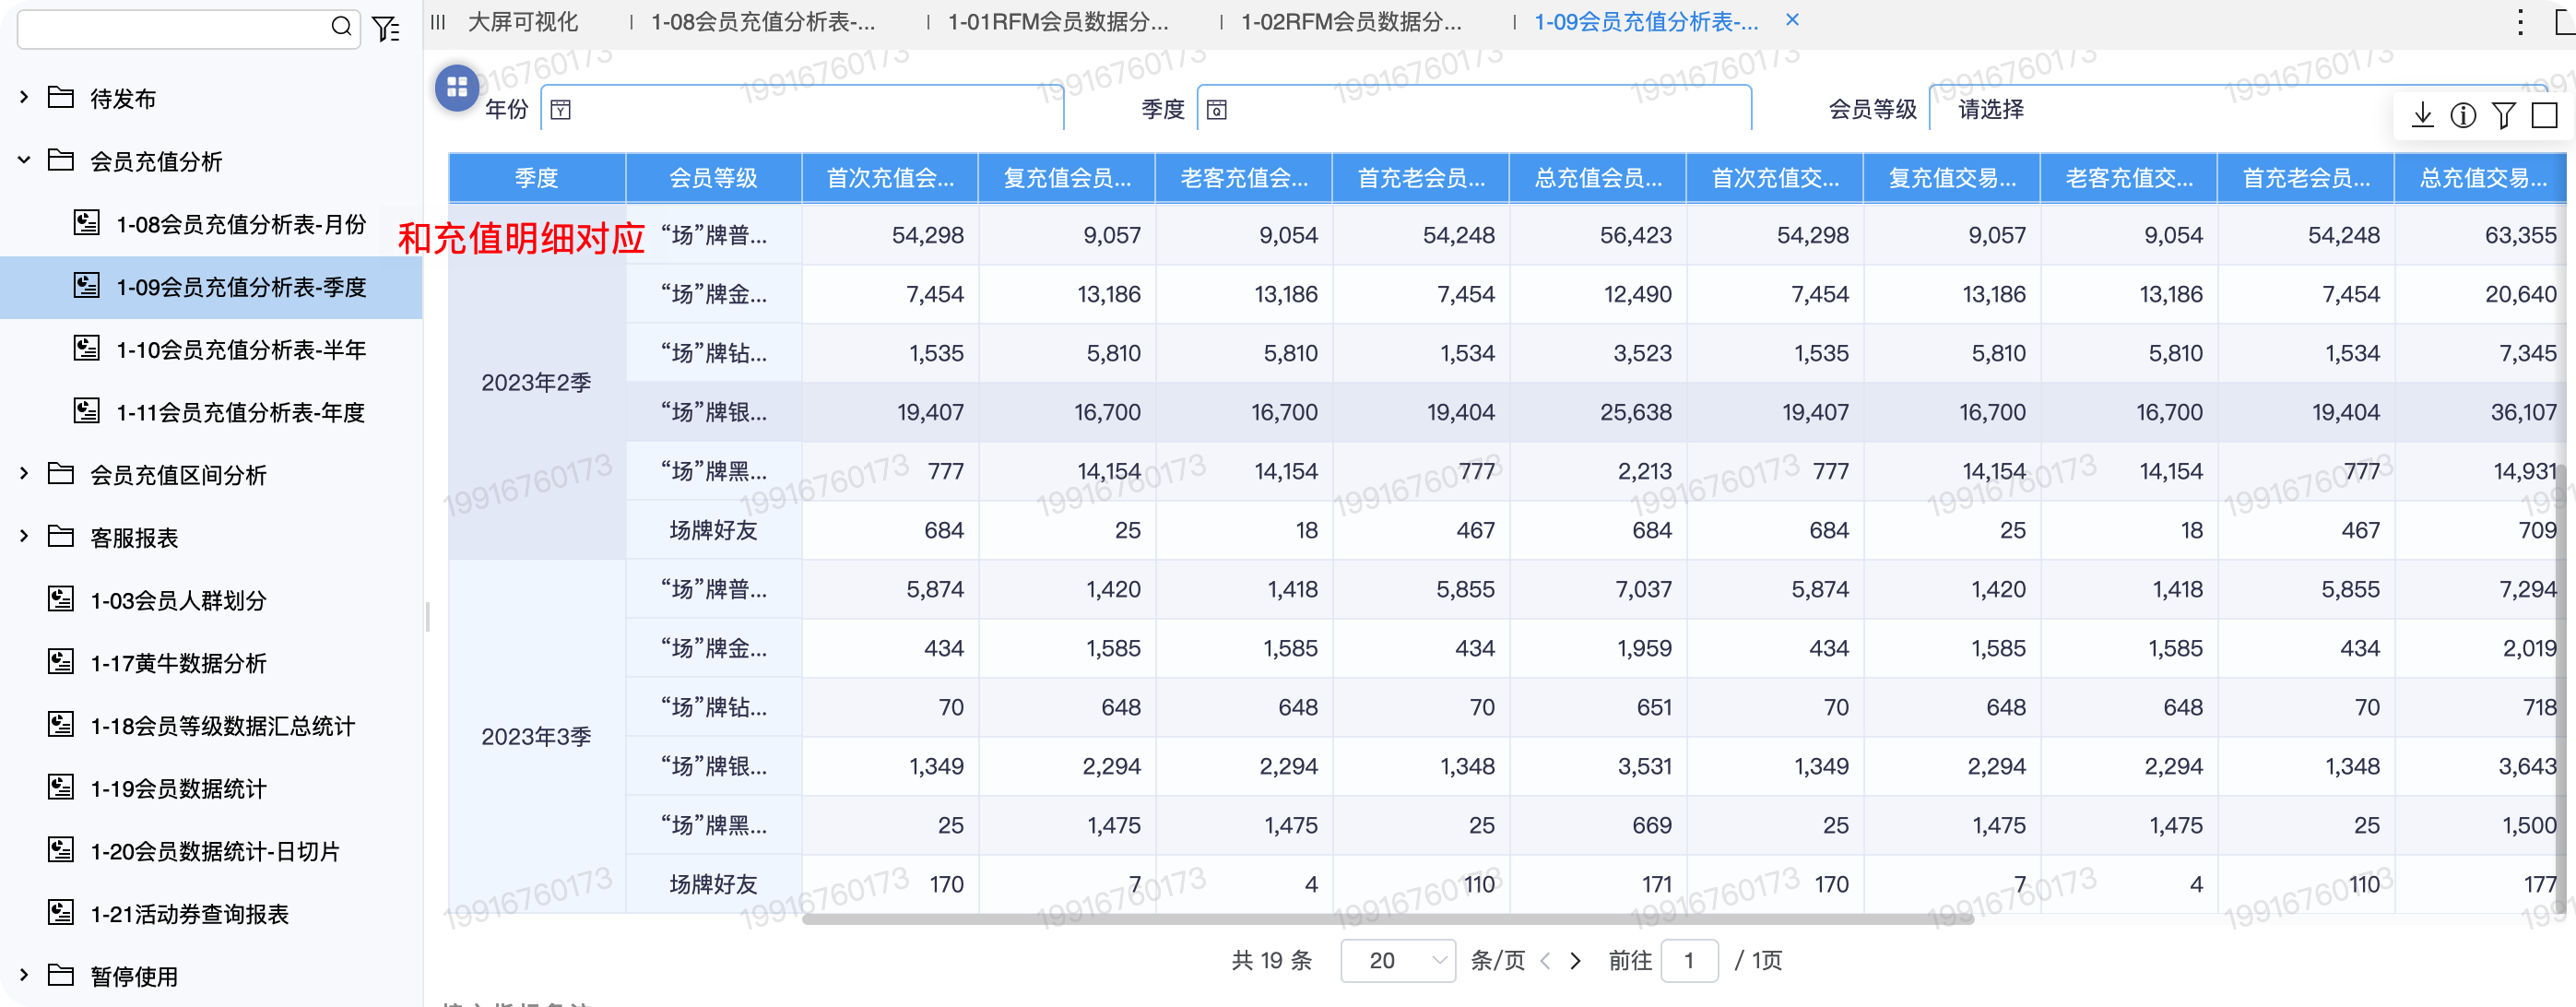 大屏可视化
1-08会员充值分析表-...
1-01RFM会员数据分...
1-02RFM会员数据分...
1-09会员充值分析表-...
待发布
会员充值分析
1-08会员充值分析表-月份
1-09会员充值分析表-季度
1-10会员充值分析表-半年
1-11会员充值分析表-年度
会员充值区间分析
客服报表
1-03会员人群划分
1-17黄牛数据分析
1-18会员等级数据汇总统计
1-19会员数据统计
1-20会员数据统计-日切片
1-21活动券查询报表
暂停使用
年份
季度
会员等级 请选择
和充值明细对应
季度 会员等级 首次充值会... 复充值会员... 老客充值会... 首充老会员... 总充值会员... 首次充值交... 复充值交易... 老客充值交... 首充老会员... 总充值交易...
2023年2季
“场”牌普... 54,298 9,057 9,054 54,248 56,423 54,298 9,057 9,054 54,248 63,355
“场”牌金... 7,454 13,186 13,186 7,454 12,490 7,454 13,186 13,186 7,454 20,640
“场”牌钻... 1,535 5,810 5,810 1,534 3,523 1,535 5,810 5,810 1,534 7,345
“场”牌银... 19,407 16,700 16,700 19,404 25,638 19,407 16,700 16,700 19,404 36,107
“场”牌黑... 777 14,154 14,154 777 2,213 777 14,154 14,154 777 14,931
场牌好友 684 25 18 467 684 684 25 18 467 709
2023年3季
“场”牌普... 5,874 1,420 1,418 5,855 7,037 5,874 1,420 1,418 5,855 7,294
“场”牌金... 434 1,585 1,585 434 1,959 434 1,585 1,585 434 2,019
“场”牌钻... 70 648 648 70 651 70 648 648 70 718
“场”牌银... 1,349 2,294 2,294 1,348 3,531 1,349 2,294 2,294 1,348 3,643
“场”牌黑... 25 1,475 1,475 25 669 25 1,475 1,475 25 1,500
场牌好友 170 7 4 110 171 170 7 4 110 177
共 19 条 20 条/页 前往 1 / 1页
19916760173